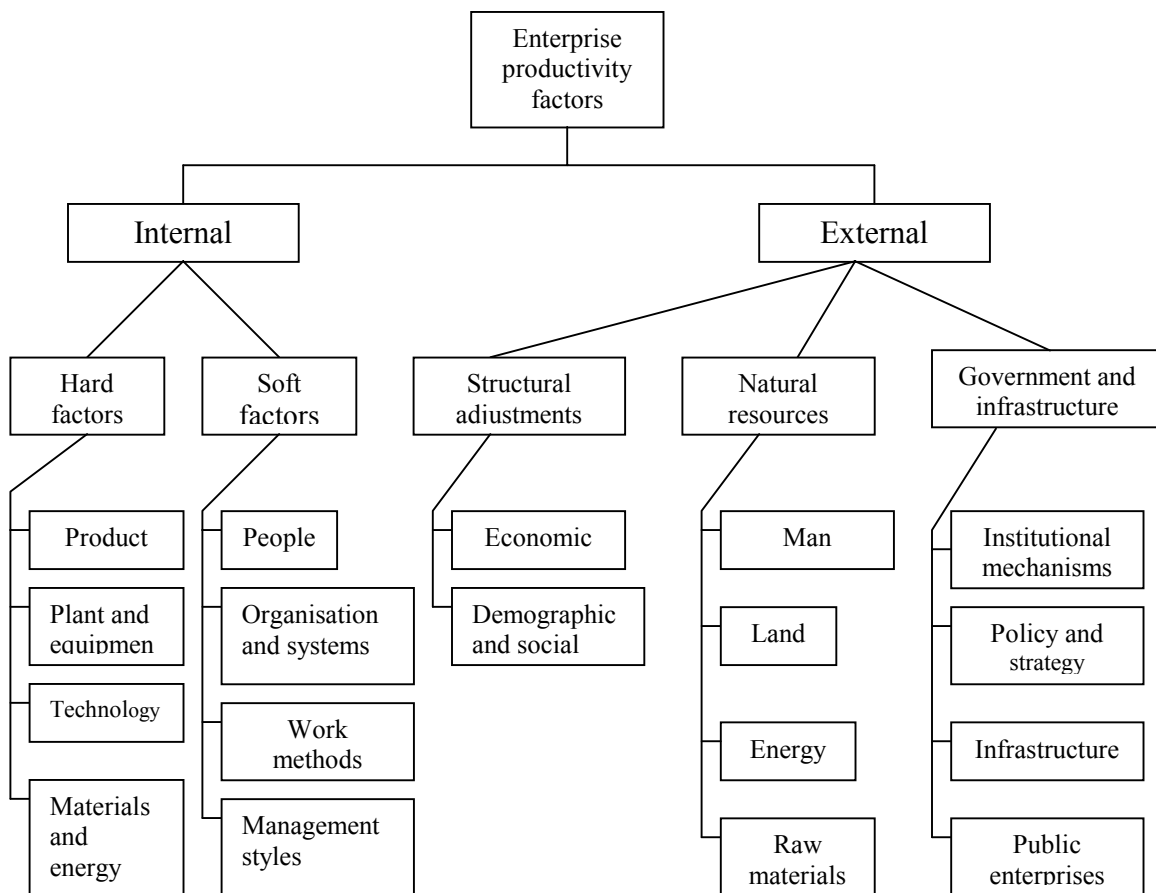 Enterprise
productivity
factors
Internal
External
Hard
factors
Soft
factors
Structural
adjustments
Natural
resources
Government and
infrastructure
Product
Plant and
equipmen
Technology
Materials
and
energy
People
Organisation
and systems
Work
methods
Management
styles
Economic
Demographic
and social
Man
Land
Energy
Raw
materials
Institutional
mechanisms
Policy and
strategy
Infrastructure
Public
enterprises